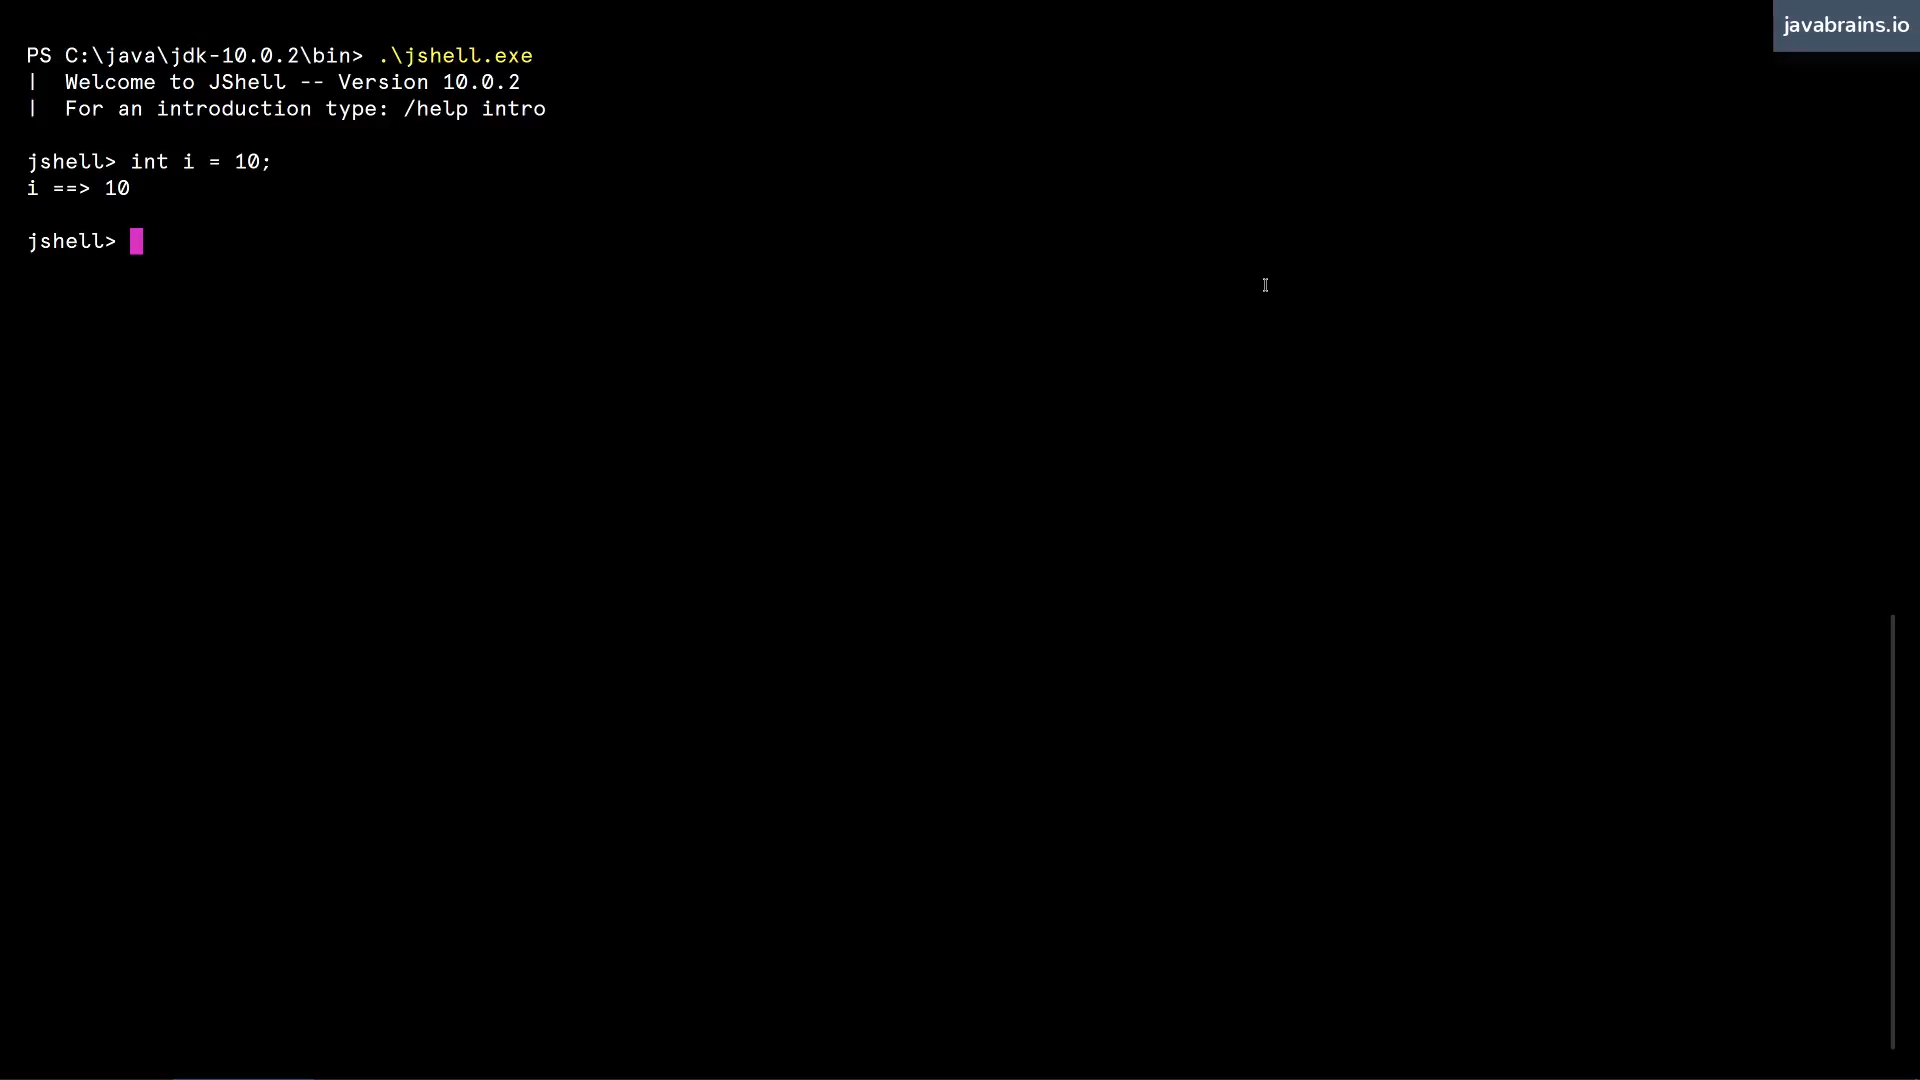 javabrains.io
PS C:\java\jdk-10.0.2\bin> .\jshell.exe
|  Welcome to JShell -- Version 10.0.2
|  For an introduction type: /help intro
jshell> int i = 10;
i ==> 10
jshell>